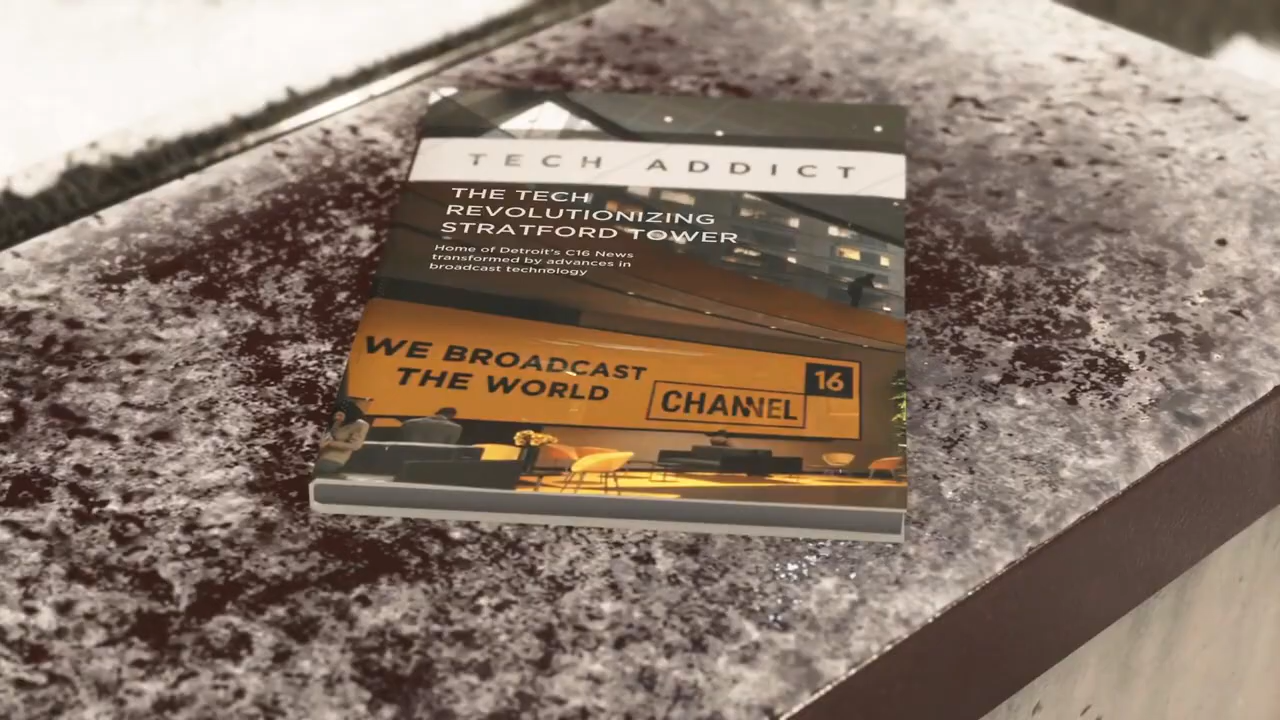 TECH ADDICT
THE TECH
REVOLUTIONIZING
STRATFORD TOWER
Home of Detroit's C16 News
transformed by advances in
broadcast technology
WE BROADCAST
THE WORLD
16
CHANNEL